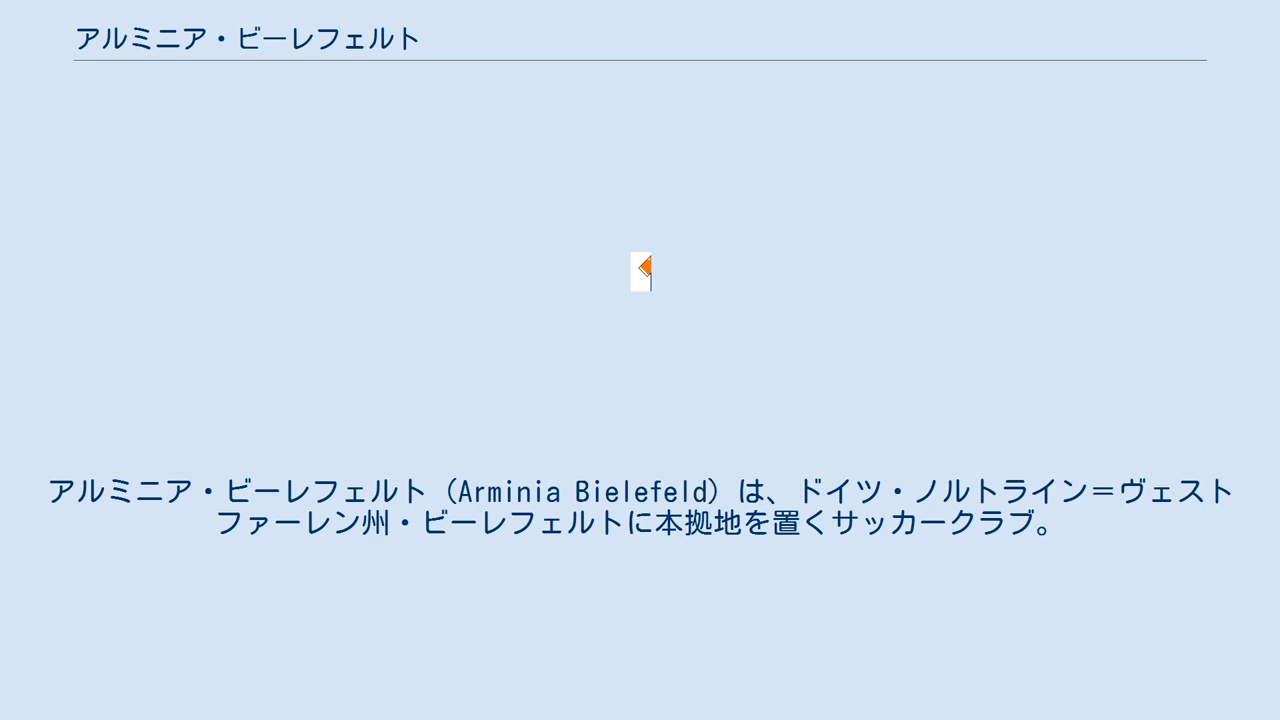 アルミニア・ビーレフェルト
アルミニア・ビーレフェルト（Arminia Bielefeld）は、ドイツ・ノルトライン＝ヴェスト
ファーレン州・ビーレフェルトに本拠地を置くサッカークラブ。